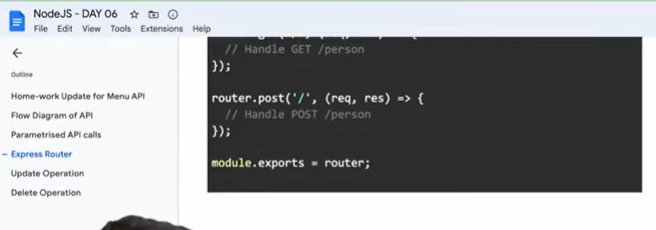 NodeJS - DAY 06
File Edit View Tools Extensions Help
Outline
Home-work Update for Menu API
Flow Diagram of API
Parametrised API calls
Express Router
Update Operation
Delete Operation
// Handle GET /person
});
router.post('/', (req, res) => {
// Handle POST /person
});
module.exports = router;